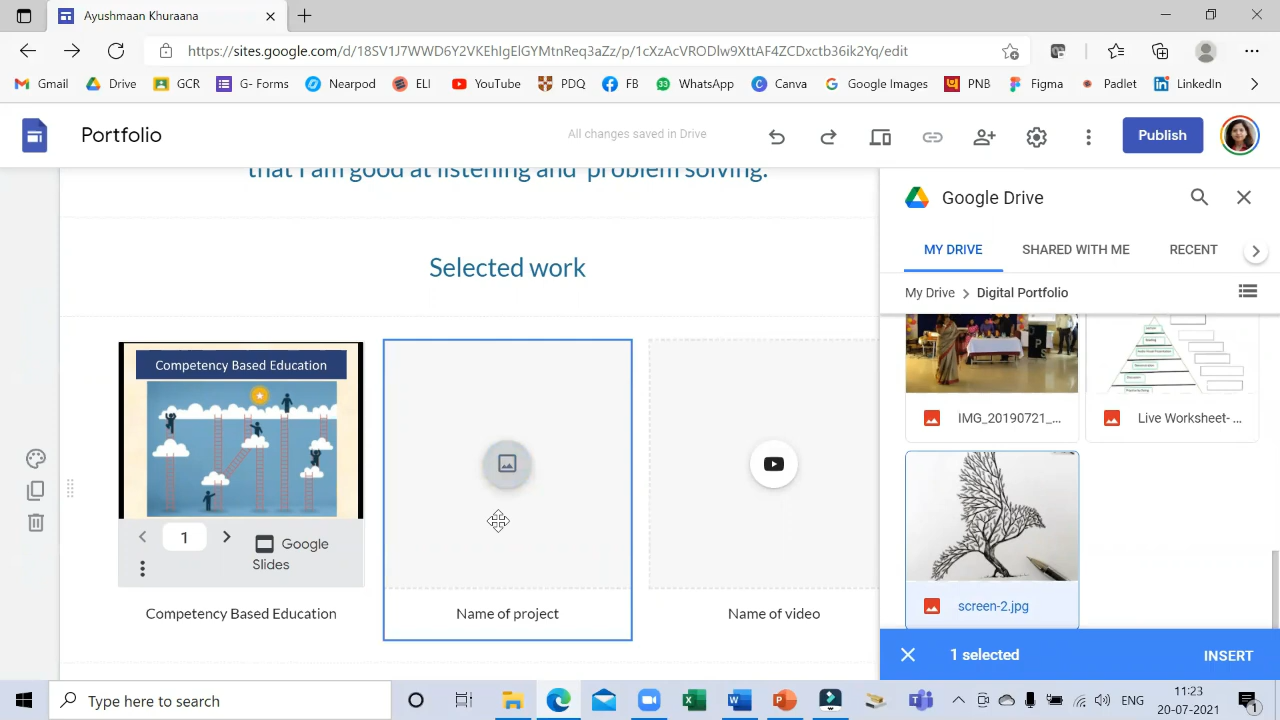 Ayushmaan Khuraana
https://sites.google.com/d/18SV1J7WWD6Y2VKEhIgElGYMtnReq3aZz/p/1cXzAcVRODlw9XttAF4ZCDxctb36ik2Yq/edit
Gmail Drive GCR G- Forms Nearpod ELI YouTube PDQ FB WhatsApp Canva Google Images PNB Figma Padlet LinkedIn
Portfolio All changes saved in Drive Publish
that I am good at listening and problem solving.
Selected work
Competency Based Education
1
Google
Slides
Competency Based Education
Name of project
Name of video
Google Drive
MY DRIVE SHARED WITH ME RECENT
My Drive > Digital Portfolio
IMG_20190721_... Live Worksheet- ...
screen-2.jpg
1 selected INSERT
Type here to search
ENG
11:23
20-07-2021
1